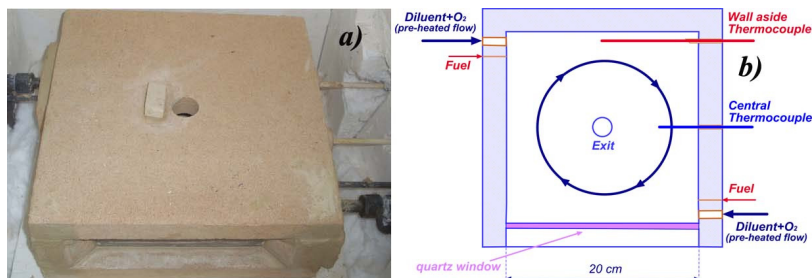 a)
Diluent+O₂
(pre-heated flow)
Fuel
Wall aside
Thermocouple
b)
Central
Thermocouple
Exit
Fuel
Diluent+O₂
(pre-heated flow)
quartz window
20 cm